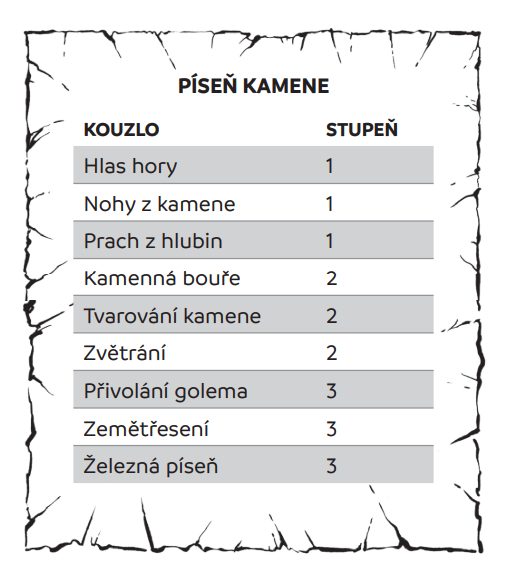 PÍSEŇ KAMENE
KOUZLO STUPEŇ
Hlas hory 1
Nohy z kamene 1
Prach z hlubin 1
Kamenná bouře 2
Tvarování kamene 2
Zvětrání 2
Přivolání golema 3
Zemětřesení 3
Železná píseň 3